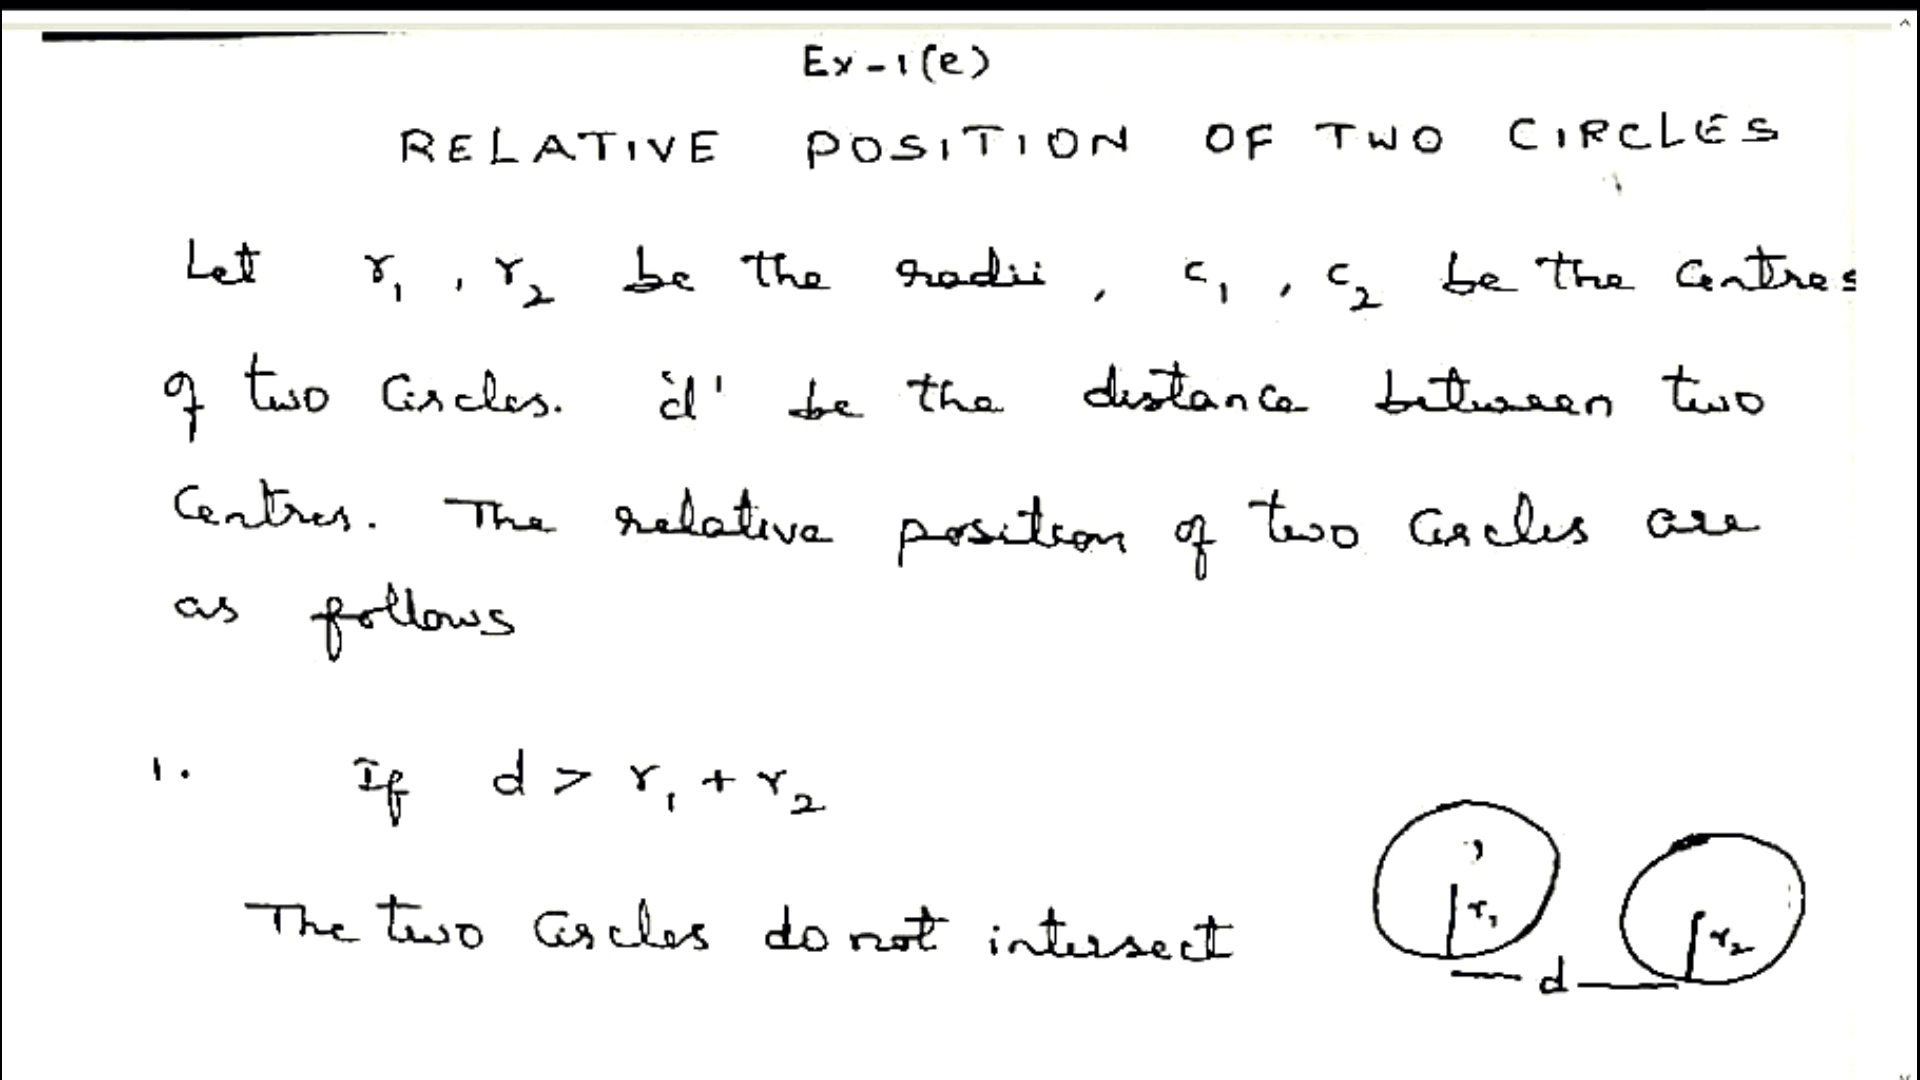 Ex-1(e)
RELATIVE POSITION OF TWO CIRCLES
Let r₁, r₂ be the radii, c₁, c₂ be the Centres
of two Circles. 'd' be the distance between two
Centres. The relative position of two Circles are
as follows
1. If d > r₁ + r₂
The two Circles do not intersect
r₁
r₂
d